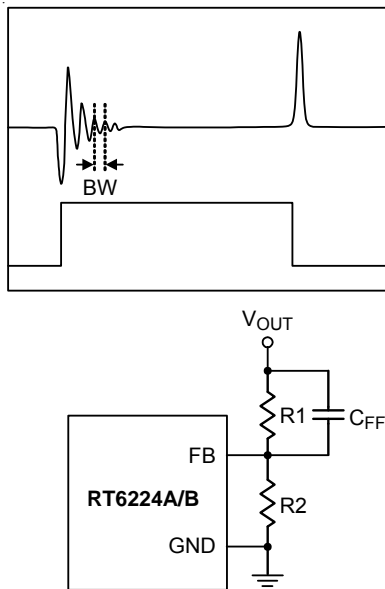 BW
VOUT
R1
CFF
FB
RT6224A/B
R2
GND